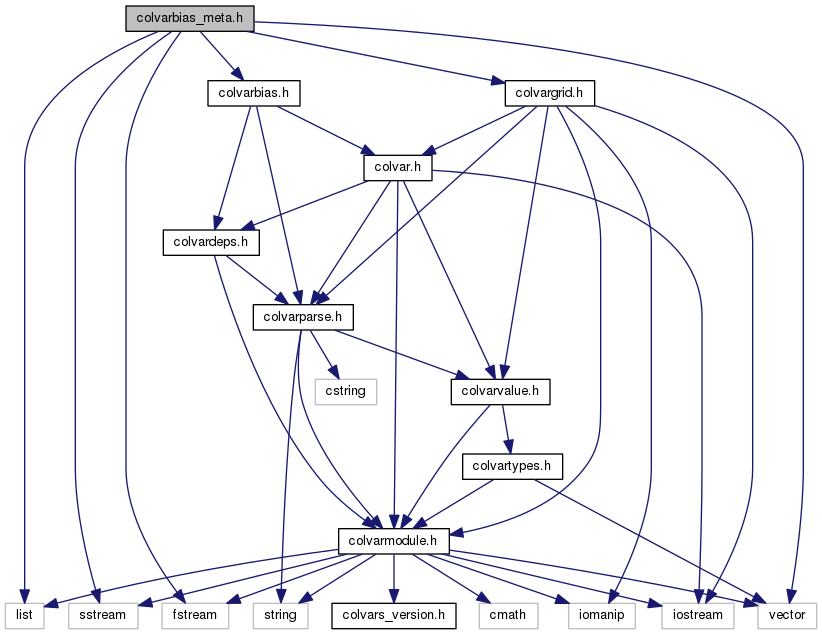 colvarbias_meta.h
colvarbias.h
colvargrid.h
colvar.h
colvardeps.h
colvarparse.h
cstring
colvarvalue.h
colvartypes.h
colvarmodule.h
list
sstream
fstream
string
colvars_version.h
cmath
iomanip
iostream
vector